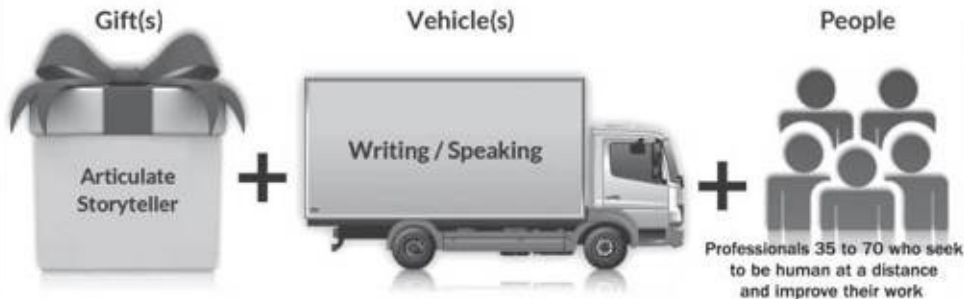 Gift(s)
Vehicle(s)
People
Articulate
Storyteller
+
Writing / Speaking
+
Professionals 35 to 70 who seek
to be human at a distance
and improve their work